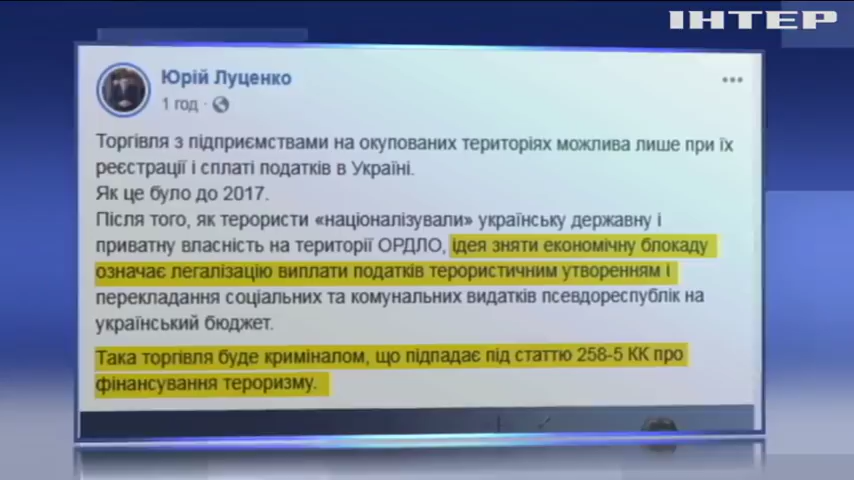 ІНТЕР
Юрій Луценко
1 год ·
Торгівля з підприємствами на окупованих територіях можлива лише при їх
реєстрації і сплаті податків в Україні.
Як це було до 2017.
Після того, як терористи «націоналізували» українську державну і
приватну власність на території ОРДЛО, ідея зняти економічну блокаду
означає легалізацію виплати податків терористичним утворенням і
перекладання соціальних та комунальних видатків псевдореспублік на
український бюджет.
Така торгівля буде криміналом, що підпадає під статтю 258-5 КК про
фінансування тероризму.